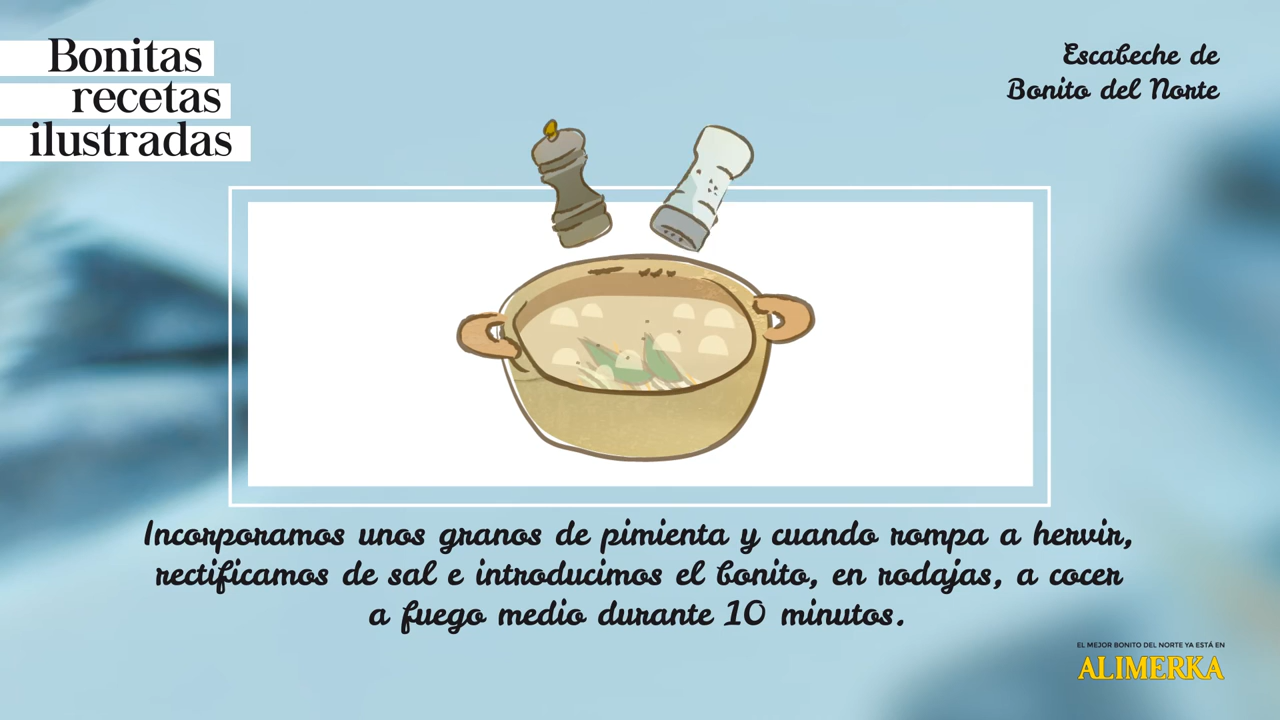 Bonitas
recetas
ilustradas
Escabeche de
Bonito del Norte
Incorporamos unos granos de pimienta y cuando rompa a hervir,
rectificamos de sal e introducimos el bonito, en rodajas, a cocer
a fuego medio durante 10 minutos.
EL MEJOR BONITO DEL NORTE YA ESTÁ EN
ALIMERKA